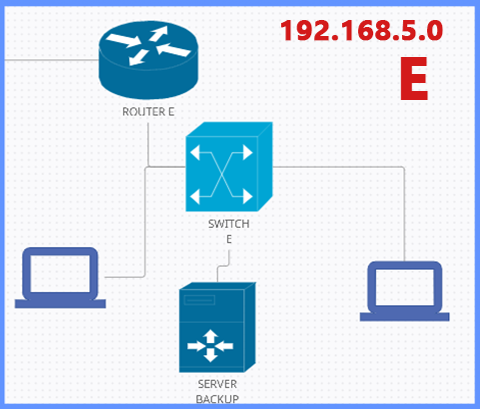 192.168.5.0
E
ROUTER E
SWITCH
E
SERVER
BACKUP